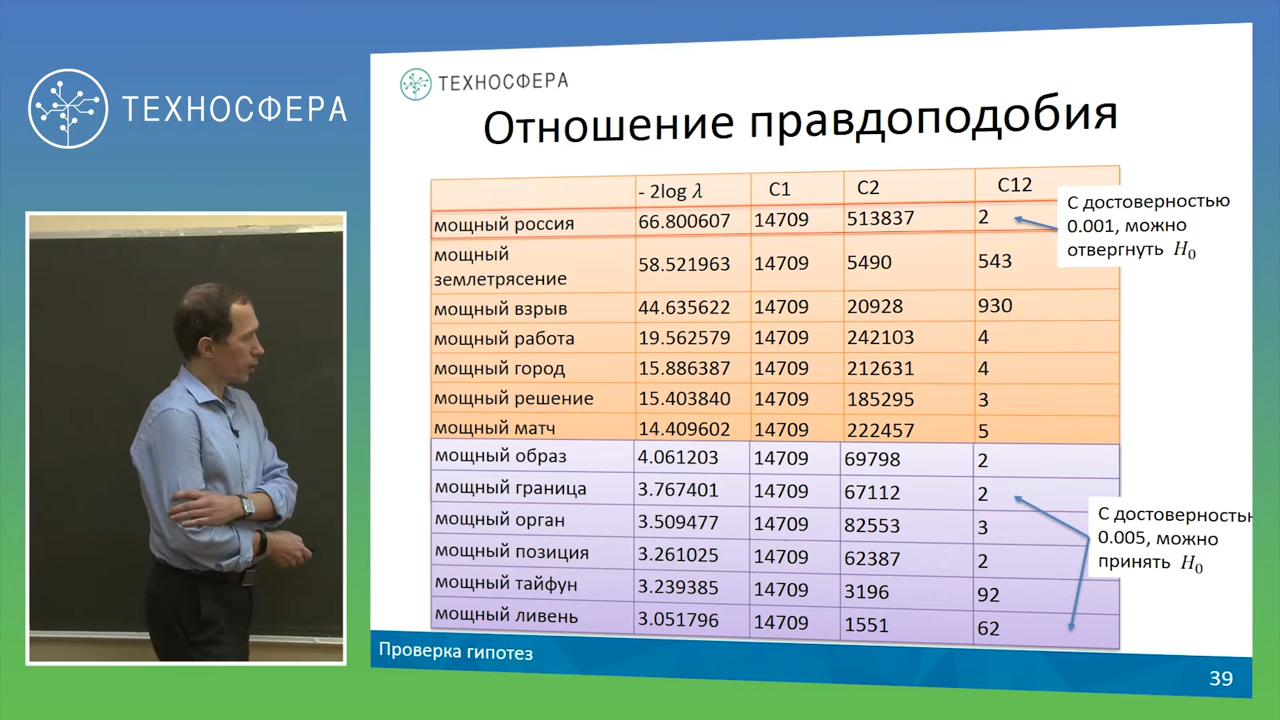 ТЕХНОСФЕРА
ТЕХНОСФЕРА
Отношение правдоподобия
- 2log λ C1 C2 C12
мощный россия 66.800607 14709 513837 2
мощный
землетрясение 58.521963 14709 5490 543
мощный взрыв 44.635622 14709 20928 930
мощный работа 19.562579 14709 242103 4
мощный город 15.886387 14709 212631 4
мощный решение 15.403840 14709 185295 3
мощный матч 14.409602 14709 222457 5
мощный образ 4.061203 14709 69798 2
мощный граница 3.767401 14709 67112 2
мощный орган 3.509477 14709 82553 3
мощный позиция 3.261025 14709 62387 2
мощный тайфун 3.239385 14709 3196 92
мощный ливень 3.051796 14709 1551 62
С достоверностью
0.001, можно
отвергнуть H₀
С достоверностью
0.005, можно
принять H₀
Проверка гипотез
39